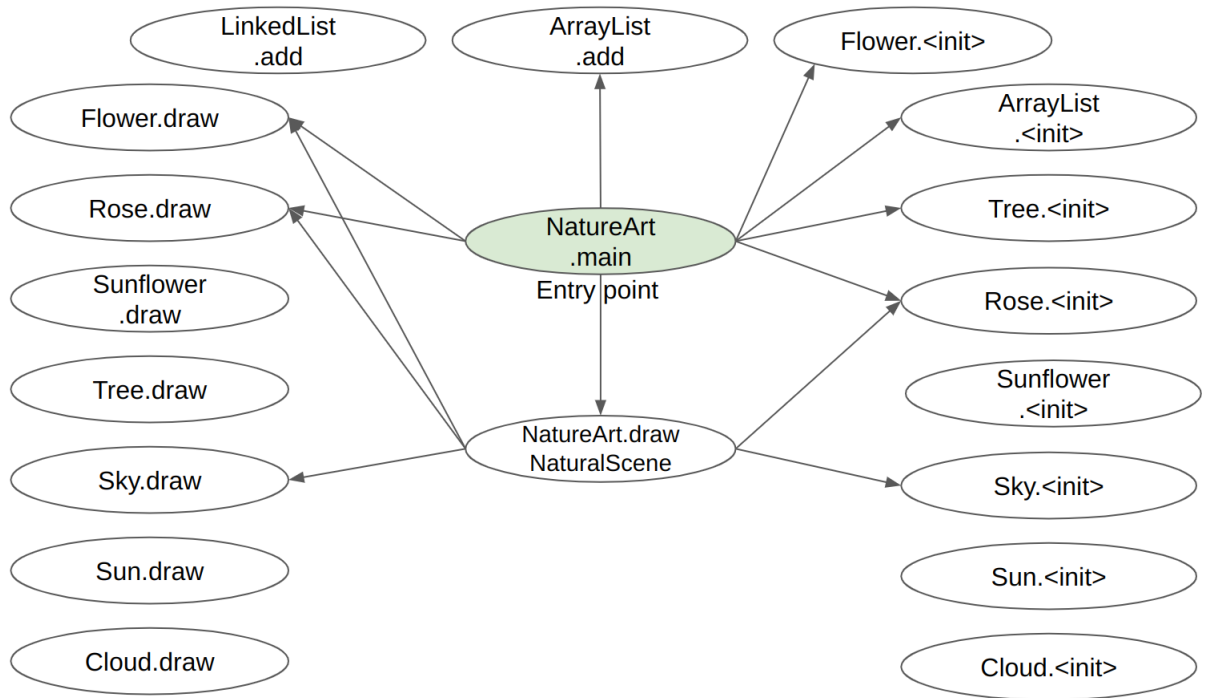 LinkedList
.add
ArrayList
.add
Flower.<init>
Flower.draw
ArrayList
.<init>
Rose.draw
NatureArt
.main
Tree.<init>
Entry point
Sunflower
.draw
Rose.<init>
Tree.draw
Sunflower
.<init>
NatureArt.draw
NaturalScene
Sky.draw
Sky.<init>
Sun.draw
Sun.<init>
Cloud.draw
Cloud.<init>